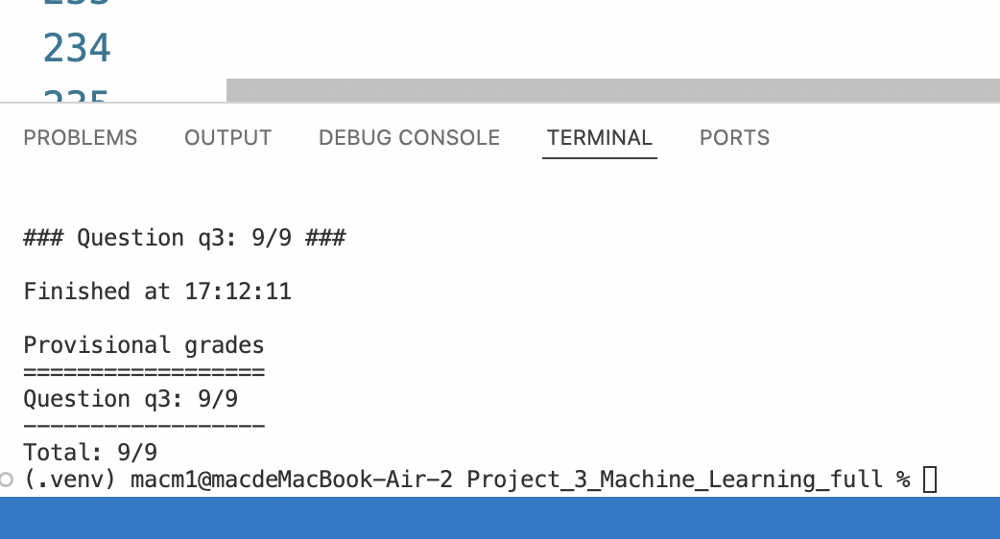 234
PROBLEMS OUTPUT DEBUG CONSOLE TERMINAL PORTS
### Question q3: 9/9 ###
Finished at 17:12:11
Provisional grades
==================
Question q3: 9/9
------------------
Total: 9/9
(.venv) macm1@macdeMacBook-Air-2 Project_3_Machine_Learning_full %